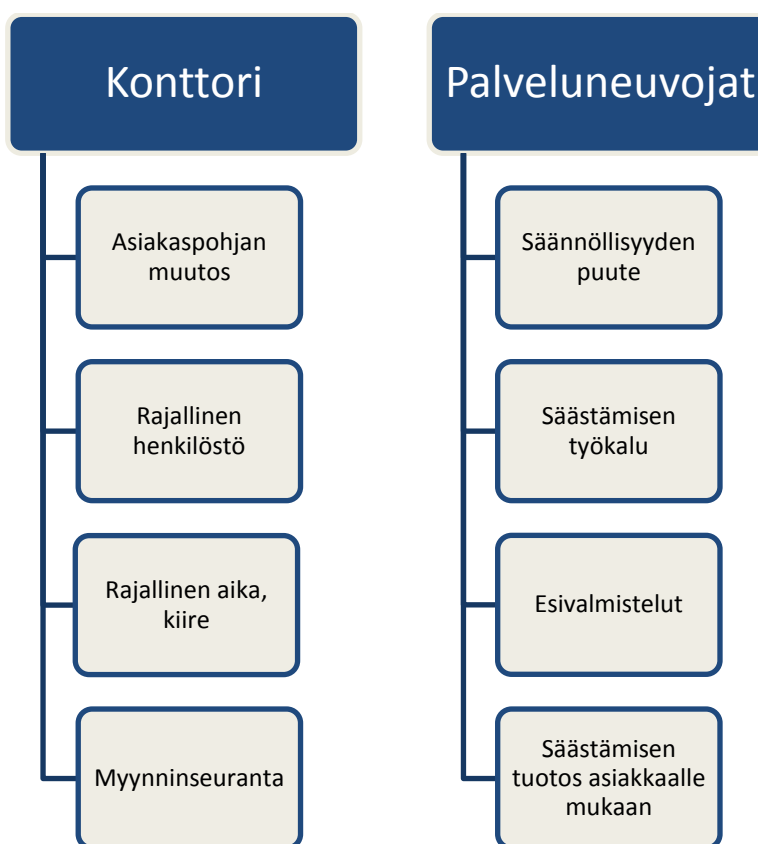 Konttori
Asiakaspohjan
muutos
Rajallinen
henkilöstö
Rajallinen aika,
kiire
Myynninseuranta
Palveluneuvojat
Säännöllisyyden
puute
Säästämisen
työkalu
Esivalmistelut
Säästämisen
tuotos asiakkaalle
mukaan